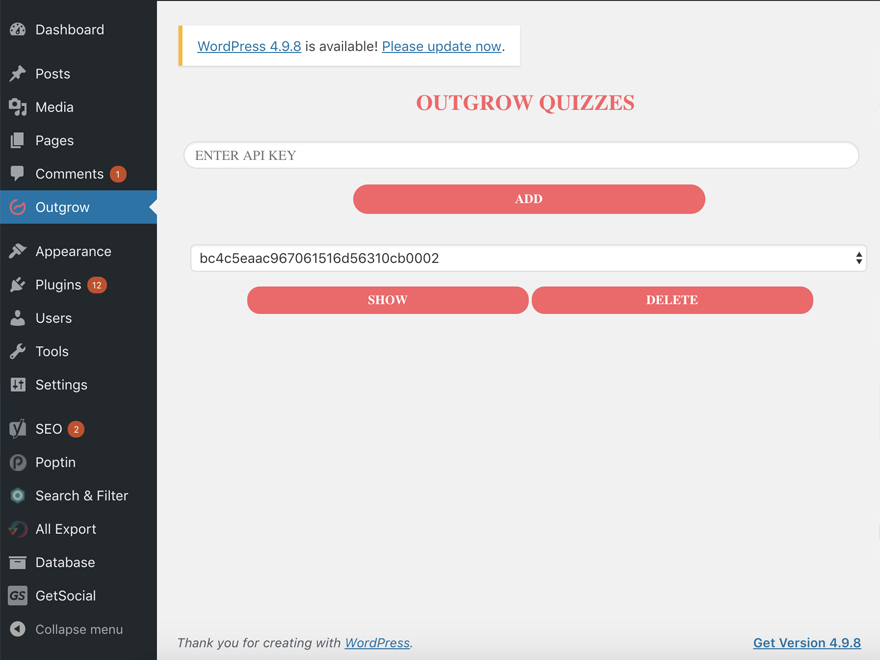 Dashboard
Posts
Media
Pages
Comments 1
Outgrow
Appearance
Plugins 12
Users
Tools
Settings
SEO 2
Poptin
Search & Filter
All Export
Database
GS GetSocial
Collapse menu
WordPress 4.9.8 is available! Please update now.
OUTGROW QUIZZES
ENTER API KEY
ADD
bc4c5eaac967061516d56310cb0002
SHOW DELETE
Thank you for creating with WordPress. Get Version 4.9.8